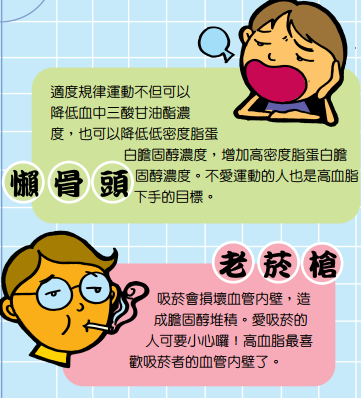 適度規律運動不但可以
降低血中三酸甘油酯濃
度，也可以降低低密度脂蛋
白膽固醇濃度，增加高密度脂蛋白膽
固醇濃度。不愛運動的人也是高血脂
下手的目標。
懶骨頭
老菸槍
吸菸會損壞血管內壁，造
成膽固醇堆積。愛吸菸的
人可要小心囉！高血脂最喜
歡吸菸者的血管內壁了。